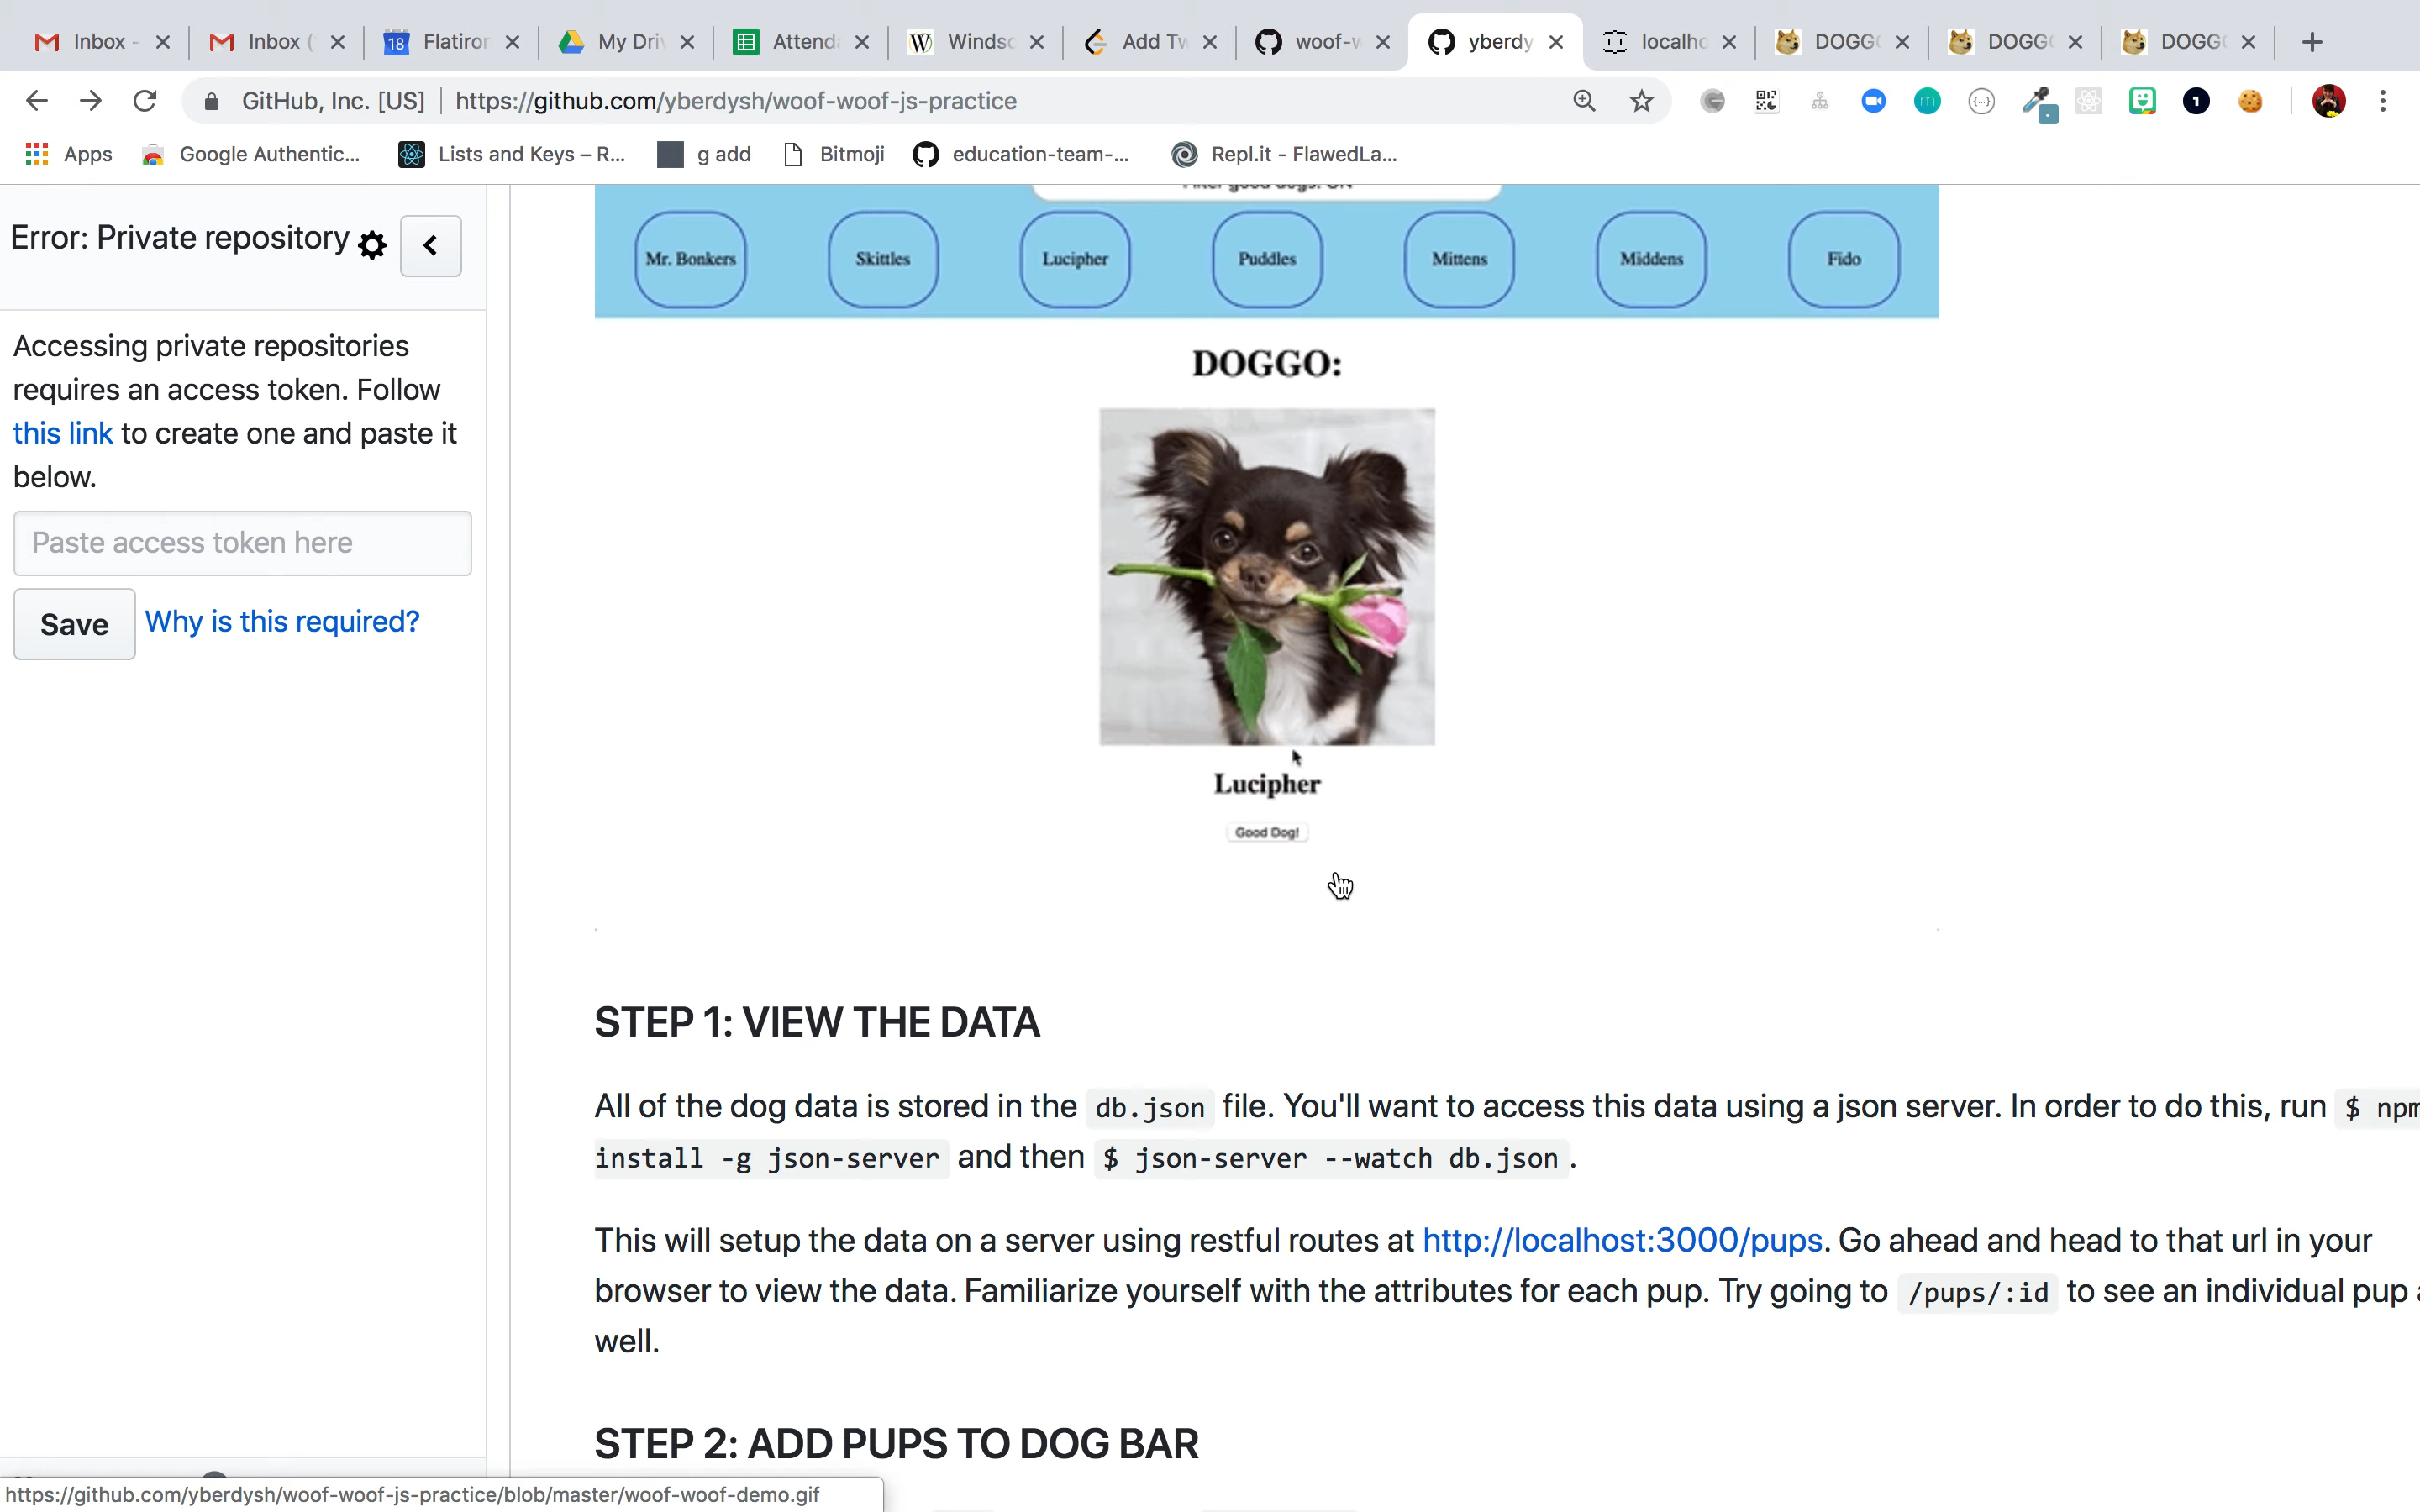 Inbox -
Inbox (
18
Flatiror
My Dri
Attend
Windso
Add Tw
woof-w
yberdy
localho
DOGG
DOGG
DOGG
GitHub, Inc. [US] https://github.com/yberdysh/woof-woof-js-practice
Apps
Google Authentic...
Lists and Keys – R...
g add
Bitmoji
education-team-...
Repl.it - FlawedLa...
Error: Private repository
Accessing private repositories
requires an access token. Follow
this link to create one and paste it
below.
Paste access token here
Save
Why is this required?
Mr. Bonkers
Skittles
Lucipher
Puddles
Mittens
Middens
Fido
DOGGO:
Lucipher
Good Dog!
STEP 1: VIEW THE DATA
All of the dog data is stored in the db.json file. You'll want to access this data using a json server. In order to do this, run $ npm
install -g json-server and then $ json-server --watch db.json .
This will setup the data on a server using restful routes at http://localhost:3000/pups. Go ahead and head to that url in your
browser to view the data. Familiarize yourself with the attributes for each pup. Try going to /pups/:id to see an individual pup
well.
STEP 2: ADD PUPS TO DOG BAR
https://github.com/yberdysh/woof-woof-js-practice/blob/master/woof-woof-demo.gif